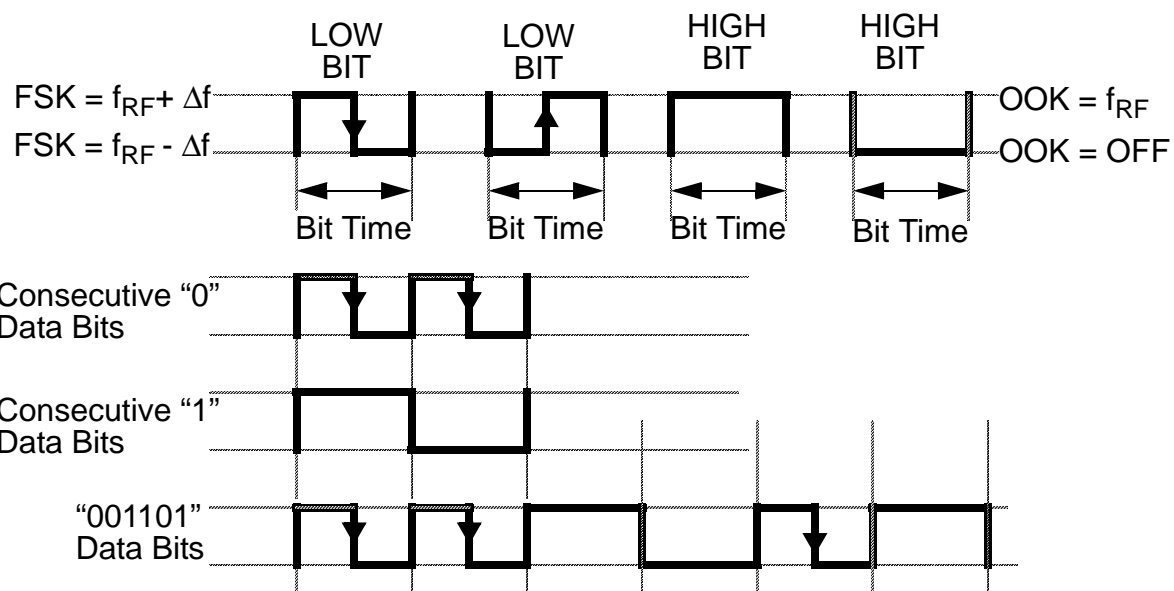 LOW
BIT
LOW
BIT
HIGH
BIT
HIGH
BIT
FSK = fRF+ Δf
OOK = fRF
FSK = fRF - Δf
OOK = OFF
Bit Time
Bit Time
Bit Time
Bit Time
Consecutive “0”
Data Bits
Consecutive “1”
Data Bits
“001101”
Data Bits